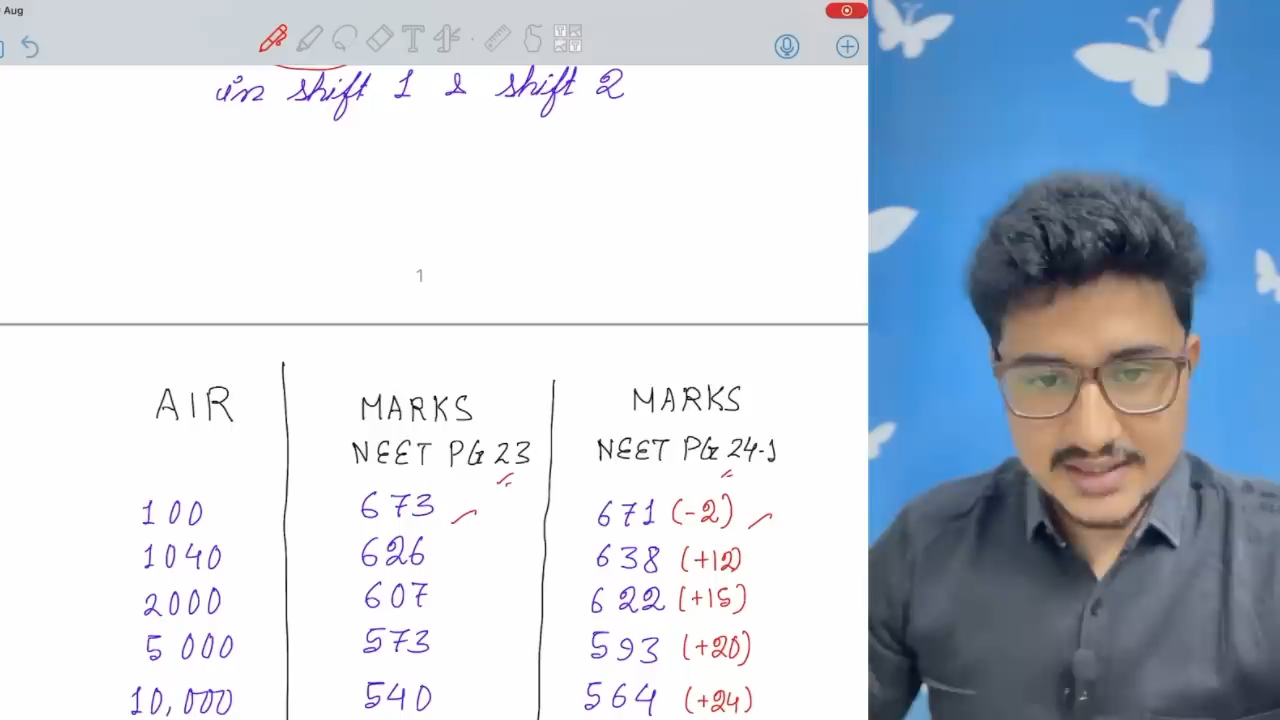 Aug
in shift 1 & shift 2
1
AIR MARKS NEET PG 23 MARKS NEET PG 24-1
100 673 671 (-2)
1040 626 638 (+12)
2000 607 622 (+15)
5000 573 593 (+20)
10,000 540 564 (+24)